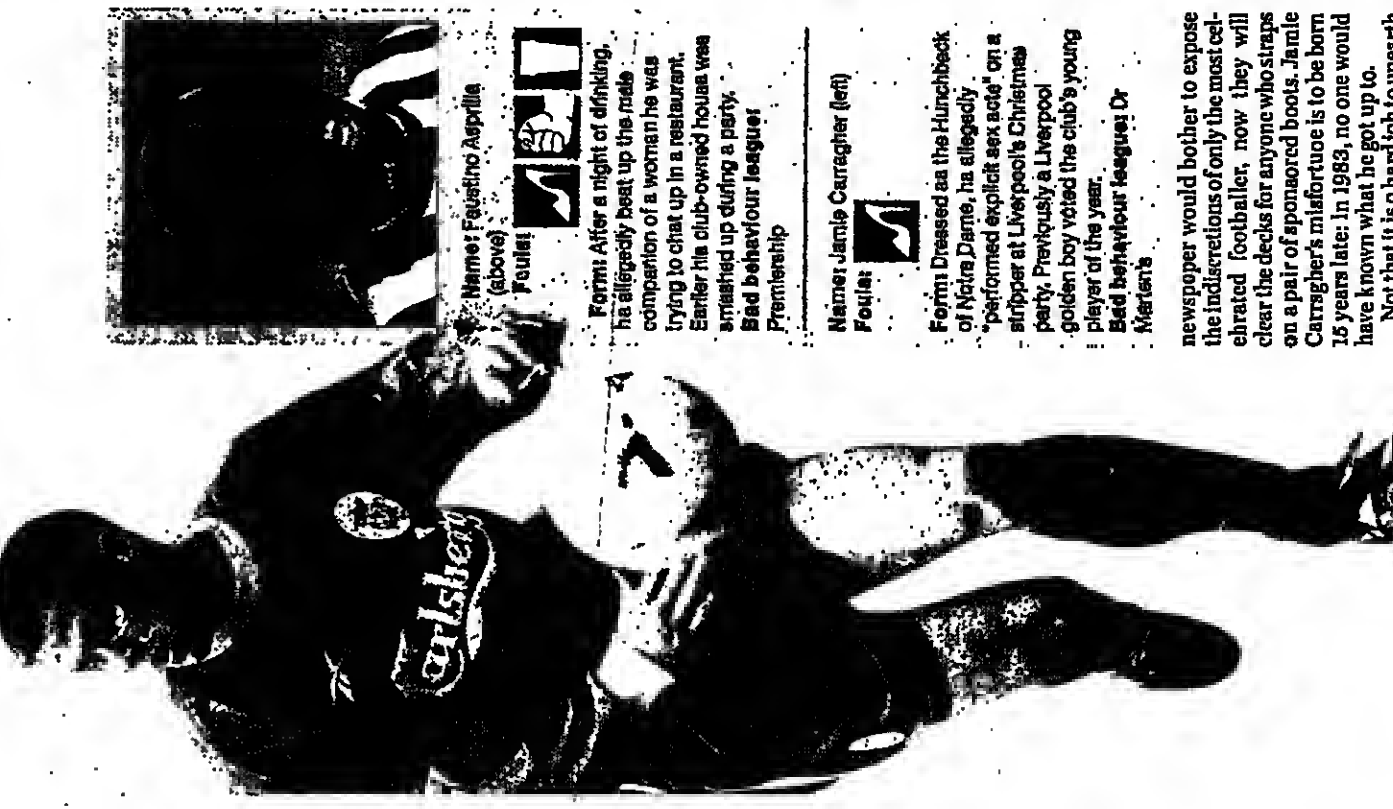 Carlsberg
Name: Faustino Asprilla
(above)
Fouls:
Form: After a night of drinking,
he allegedly beat up the male
companion of a woman he was
trying to chat up in a restaurant.
Earlier his club-owned house was
smashed up during a party.
Bad behaviour league:
Premiership
Name: Jamie Carragher (left)
Fouls:
Form: Dressed as the Hunchback
of Notre Dame, he allegedly
"performed explicit sex acts" on a
stripper at Liverpool's Christmas
party. Previously a Liverpool
golden boy voted the club's young
player of the year.
Bad behaviour league: Dr
Marten's
newspaper would bother to expose
the indiscretions of only the most cel-
ebrated footballer, now they will
clear the decks for anyone who straps
on a pair of sponsored boots. Jamie
Carragher's misfortune is to be born
15 years late: In 1983, no one would
have known what he got up to.
Not that it is a hardship